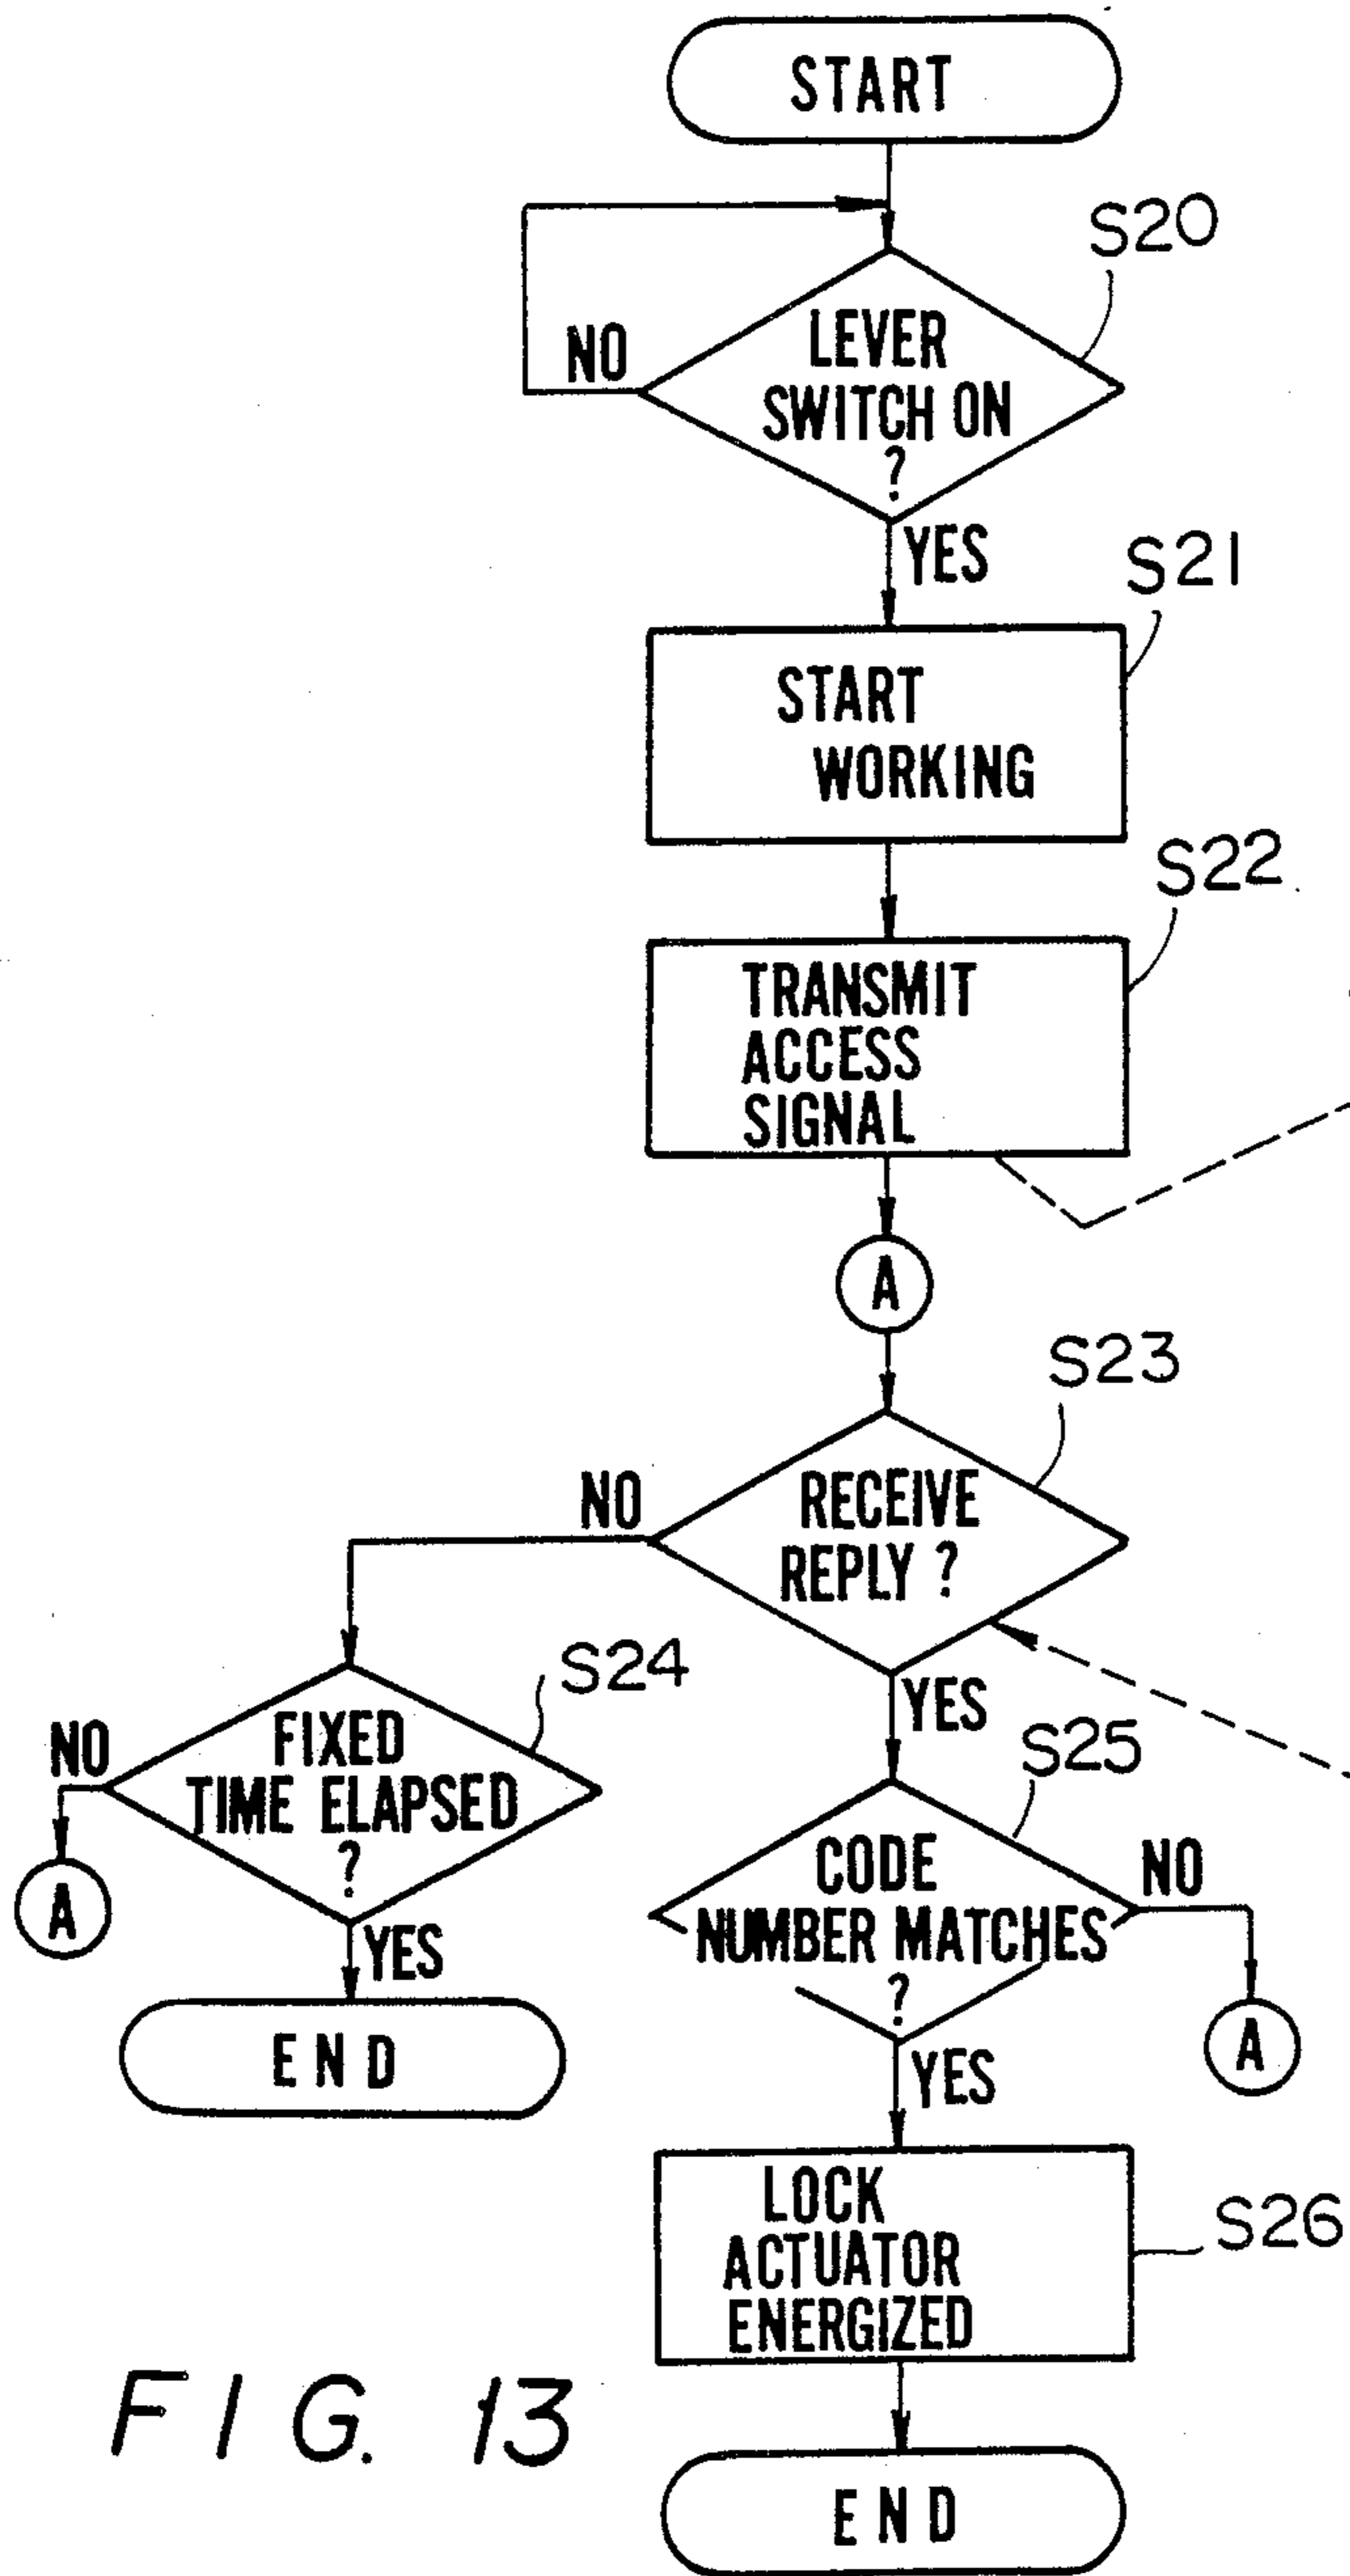 START
S20
NO
LEVER
SWITCH ON
?
YES
S21
START
WORKING
S22
TRANSMIT
ACCESS
SIGNAL
A
S23
NO
RECEIVE
REPLY ?
S24
YES
NO
FIXED
TIME ELAPSED
?
S25
CODE
NUMBER MATCHES
?
NO
A
YES
A
END
YES
LOCK
ACTUATOR
ENERGIZED
S26
FIG. 13
END